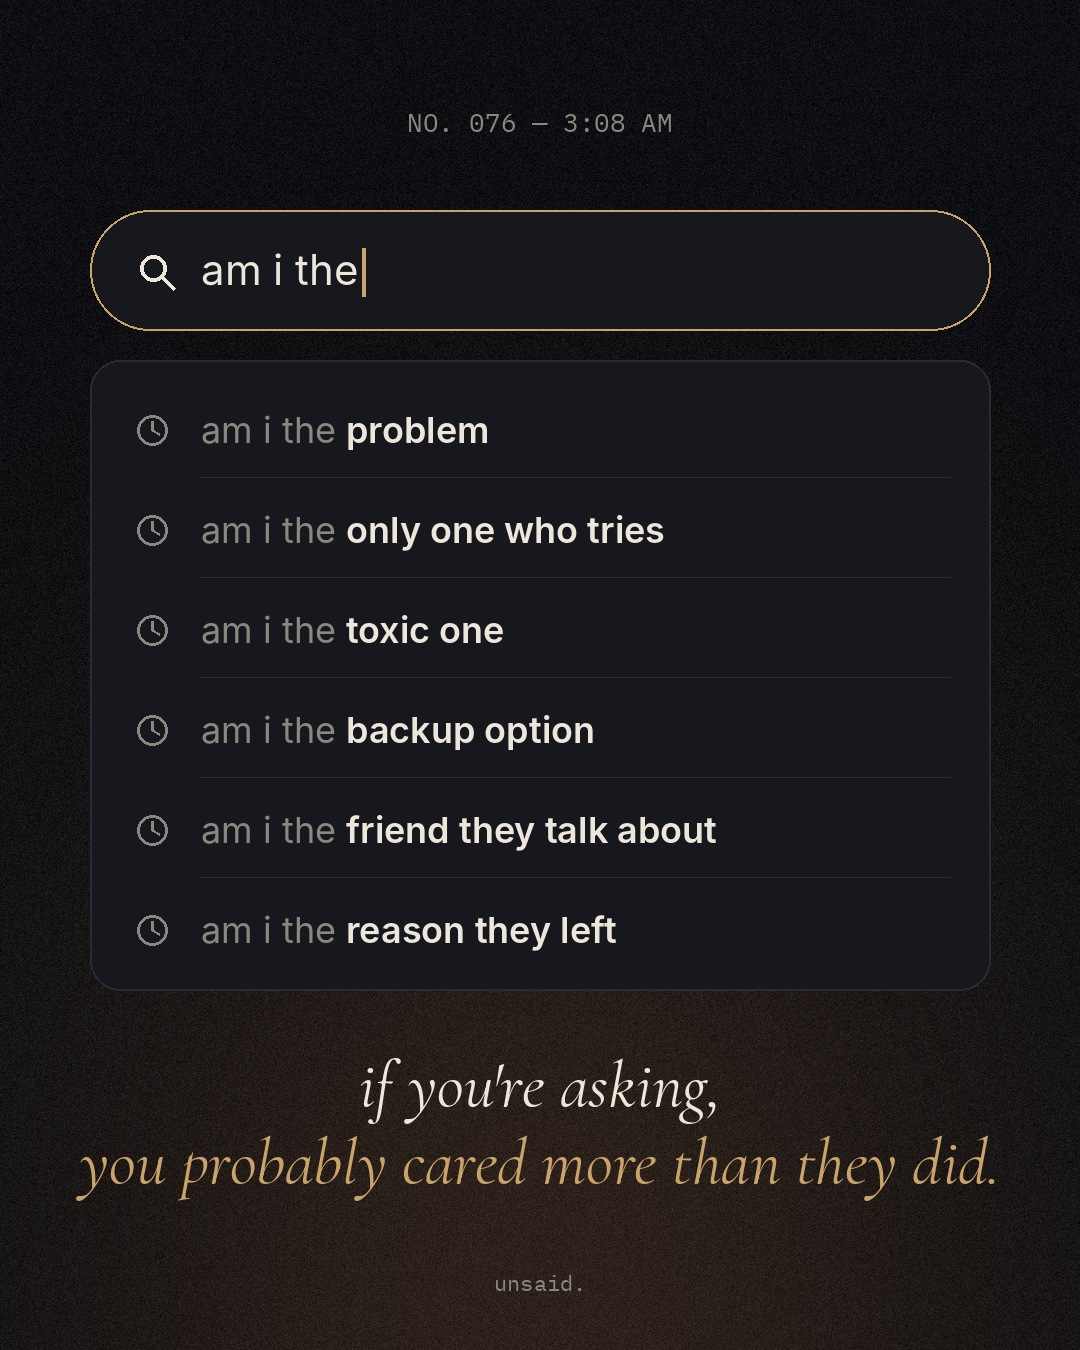 NO. 076 — 3:08 AM
am i the
am i the problem
am i the only one who tries
am i the toxic one
am i the backup option
am i the friend they talk about
am i the reason they left
if you're asking,
you probably cared more than they did.
unsaid.